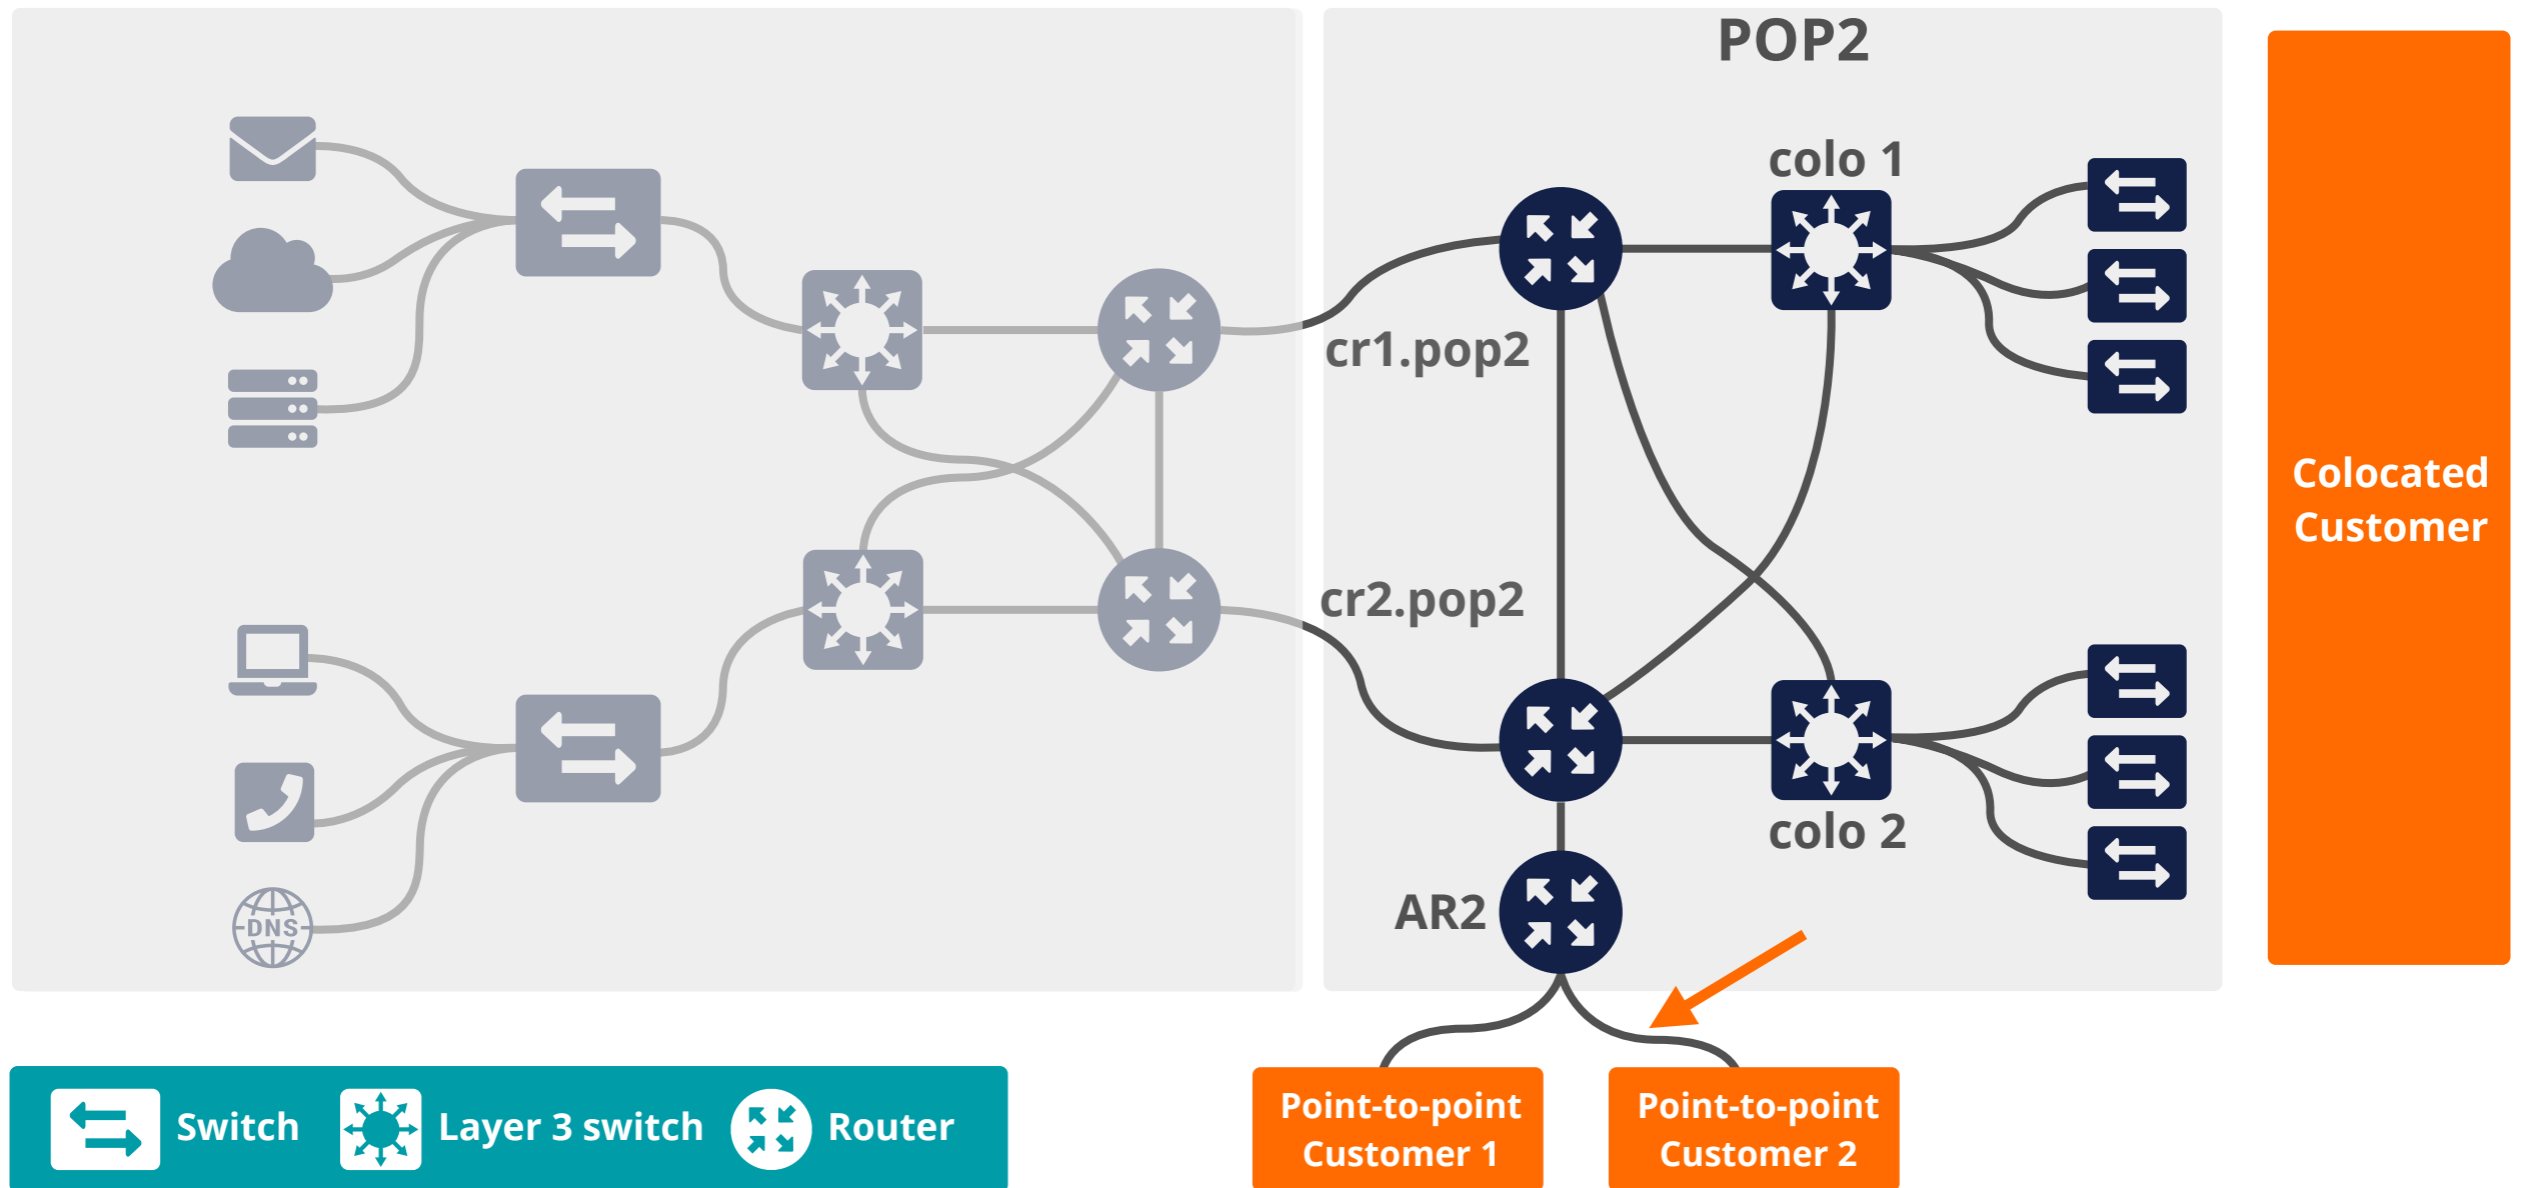 POP2
colo 1
cr1.pop2
Colocated
Customer
cr2.pop2
colo 2
AR2
DNS
Point-to-point
Customer 1
Point-to-point
Customer 2
Switch
Layer 3 switch
Router